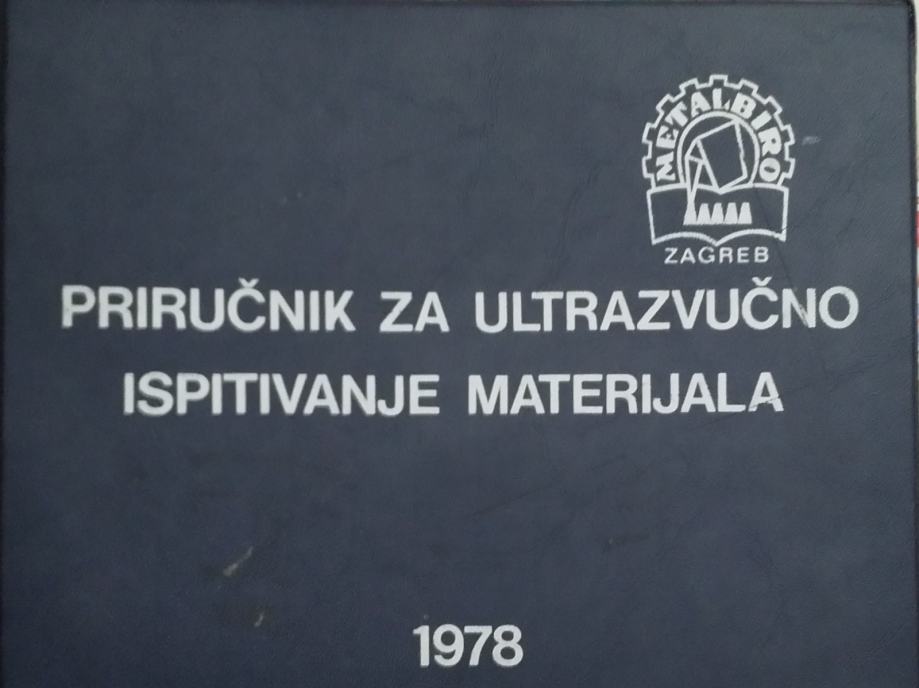 METALBIRO
ZAGREB
PRIRUČNIK ZA ULTRAZVUČNO
ISPITIVANJE MATERIJALA
1978